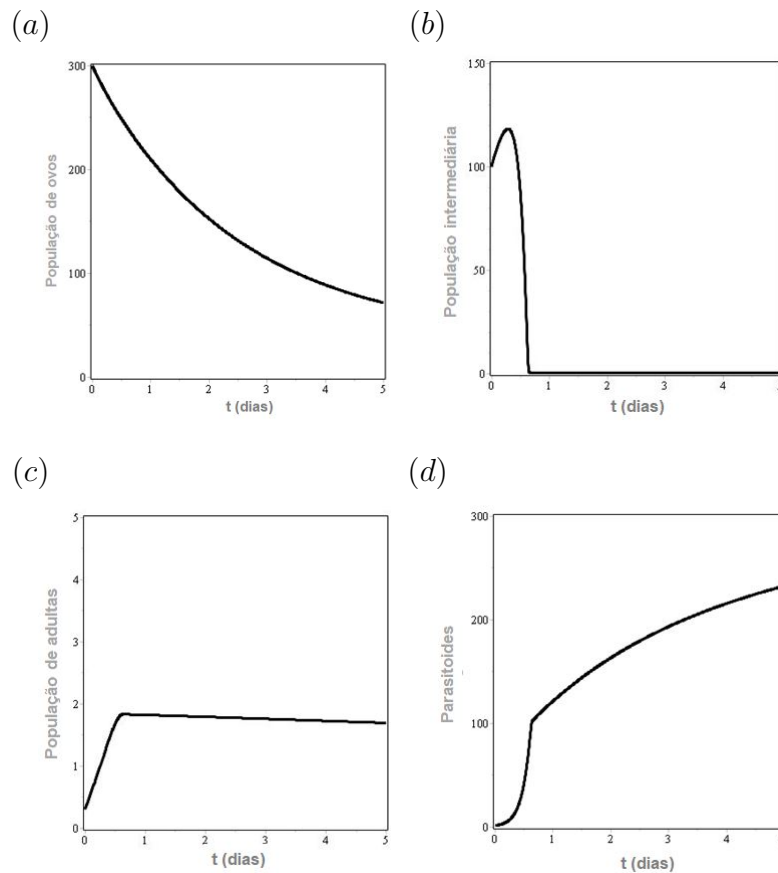 (a)
300
200
100
0
População de ovos
0 1 2 3 4 5
t (dias)
(b)
150
100
50
0
População intermediária
0 1 2 3 4
t (dias)
(c)
5
4
3
2
1
0
População de adultas
0 1 2 3 4 5
t (dias)
(d)
300
200
100
0
Parasitoides
0 1 2 3 4
t (dias)